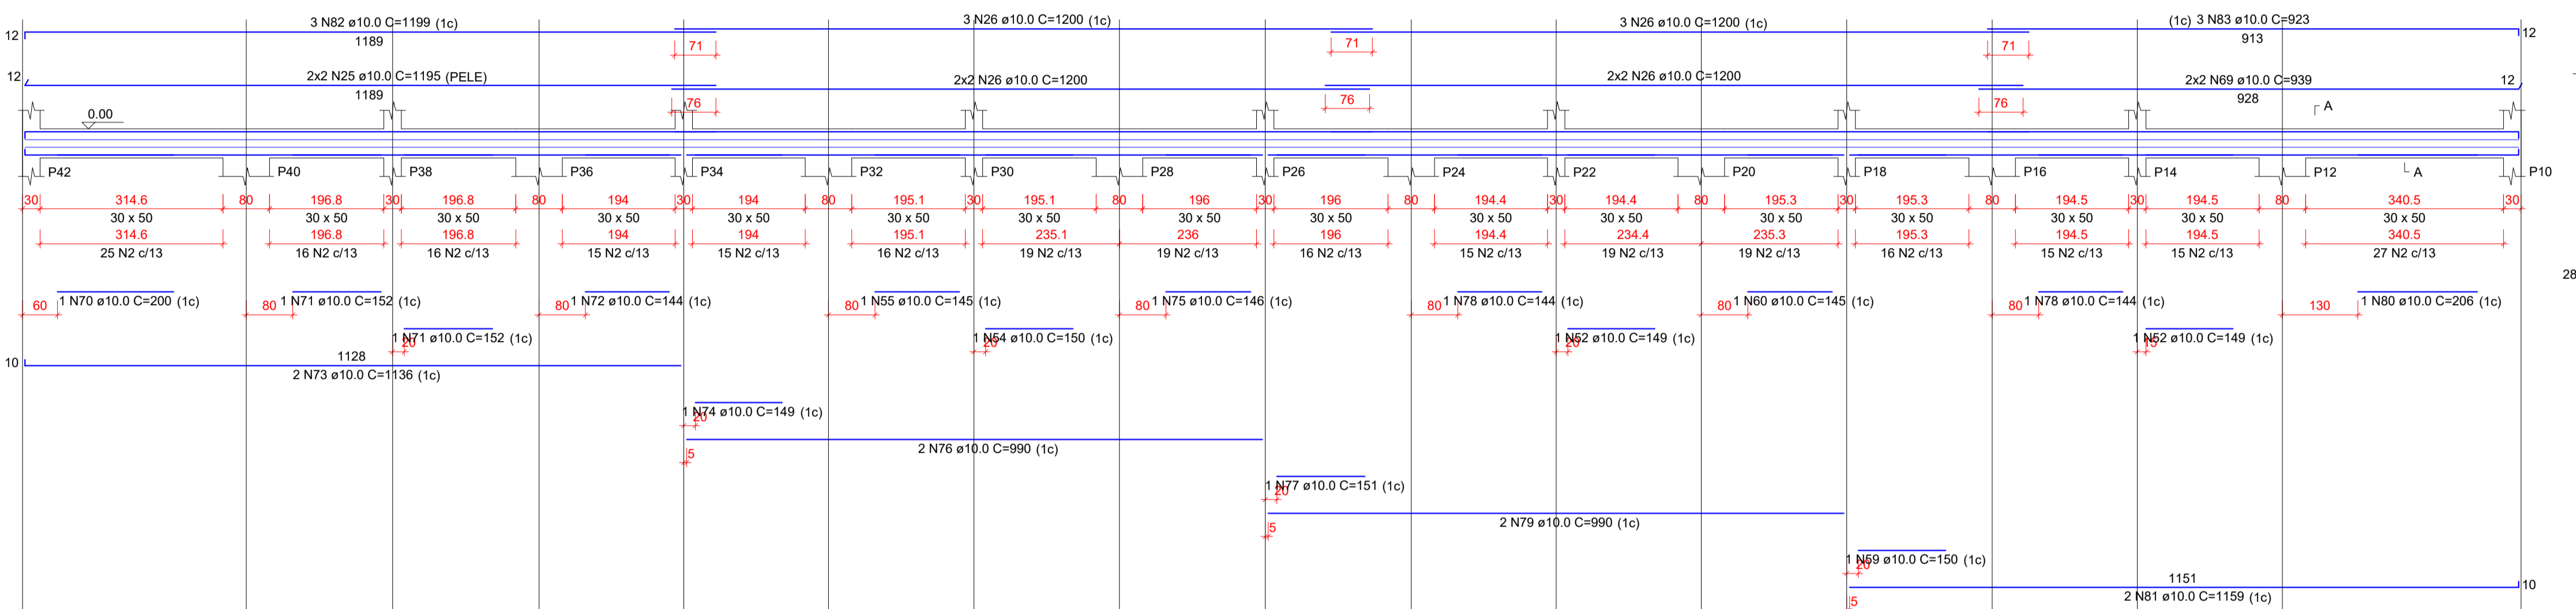 3 N82 ø10.0 C=1199 (1c) 3 N26 ø10.0 C=1200 (1c) 3 N26 ø10.0 C=1200 (1c) (1c) 3 N83 ø10.0 C=923
12 1189 71 71 71 913 12
12 2x2 N25 ø10.0 C=1195 (PELE) 2x2 N26 ø10.0 C=1200 2x2 N26 ø10.0 C=1200 2x2 N69 ø10.0 C=939 12
1189 76 76 76 928
0.00 A
P42 P40 P38 P36 P34 P32 P30 P28 P26 P24 P22 P20 P18 P16 P14 P12 A P10
30 314.6 80 196.8 30 196.8 80 194 30 194 80 195.1 30 195.1 80 196 30 196 80 194.4 30 194.4 80 195.3 30 195.3 80 194.5 30 194.5 80 340.5 30
30 x 50 30 x 50 30 x 50 30 x 50 30 x 50 30 x 50 30 x 50 30 x 50 30 x 50 30 x 50 30 x 50 30 x 50 30 x 50 30 x 50 30 x 50 30 x 50
314.6 196.8 196.8 194 194 195.1 235.1 236 196 194.4 234.4 235.3 195.3 194.5 194.5 340.5
25 N2 c/13 16 N2 c/13 16 N2 c/13 15 N2 c/13 15 N2 c/13 16 N2 c/13 19 N2 c/13 19 N2 c/13 16 N2 c/13 15 N2 c/13 19 N2 c/13 19 N2 c/13 16 N2 c/13 15 N2 c/13 15 N2 c/13 27 N2 c/13
28
60 1 N70 ø10.0 C=200 (1c) 80 1 N71 ø10.0 C=152 (1c) 80 1 N72 ø10.0 C=144 (1c) 80 1 N55 ø10.0 C=145 (1c) 80 1 N75 ø10.0 C=146 (1c) 80 1 N78 ø10.0 C=144 (1c) 80 1 N60 ø10.0 C=145 (1c) 80 1 N78 ø10.0 C=144 (1c) 130 1 N80 ø10.0 C=206 (1c)
1 N71 ø10.0 C=152 (1c) 1 N54 ø10.0 C=150 (1c) 1 N52 ø10.0 C=149 (1c) 1 N52 ø10.0 C=149 (1c)
20 20 20 15
10 1128
2 N73 ø10.0 C=1136 (1c)
1 N74 ø10.0 C=149 (1c)
20
2 N76 ø10.0 C=990 (1c)
5
1 N77 ø10.0 C=151 (1c)
20
2 N79 ø10.0 C=990 (1c)
5
1 N59 ø10.0 C=150 (1c)
20
1151 10
5 2 N81 ø10.0 C=1159 (1c)